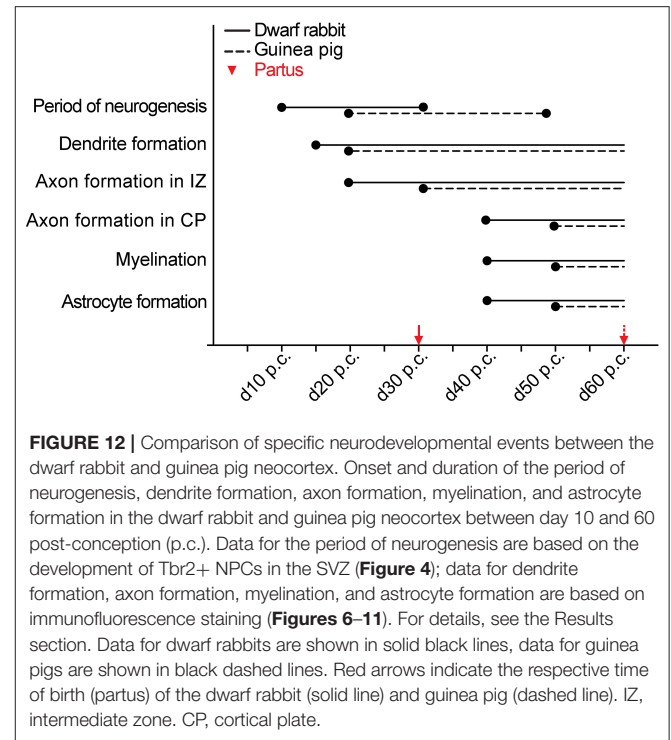 Dwarf rabbit
Guinea pig
Partus
Period of neurogenesis
Dendrite formation
Axon formation in IZ
Axon formation in CP
Myelination
Astrocyte formation
d10 p.c.
d20 p.c.
d30 p.c.
d40 p.c.
d50 p.c.
d60 p.c.
FIGURE 12 | Comparison of specific neurodevelopmental events between the
dwarf rabbit and guinea pig neocortex. Onset and duration of the period of
neurogenesis, dendrite formation, axon formation, myelination, and astrocyte
formation in the dwarf rabbit and guinea pig neocortex between day 10 and 60
post-conception (p.c.). Data for the period of neurogenesis are based on the
development of Tbr2+ NPCs in the SVZ (Figure 4); data for dendrite
formation, axon formation, myelination, and astrocyte formation are based on
immunofluorescence staining (Figures 6–11). For details, see the Results
section. Data for dwarf rabbits are shown in solid black lines, data for guinea
pigs are shown in black dashed lines. Red arrows indicate the respective time
of birth (partus) of the dwarf rabbit (solid line) and guinea pig (dashed line). IZ,
intermediate zone. CP, cortical plate.